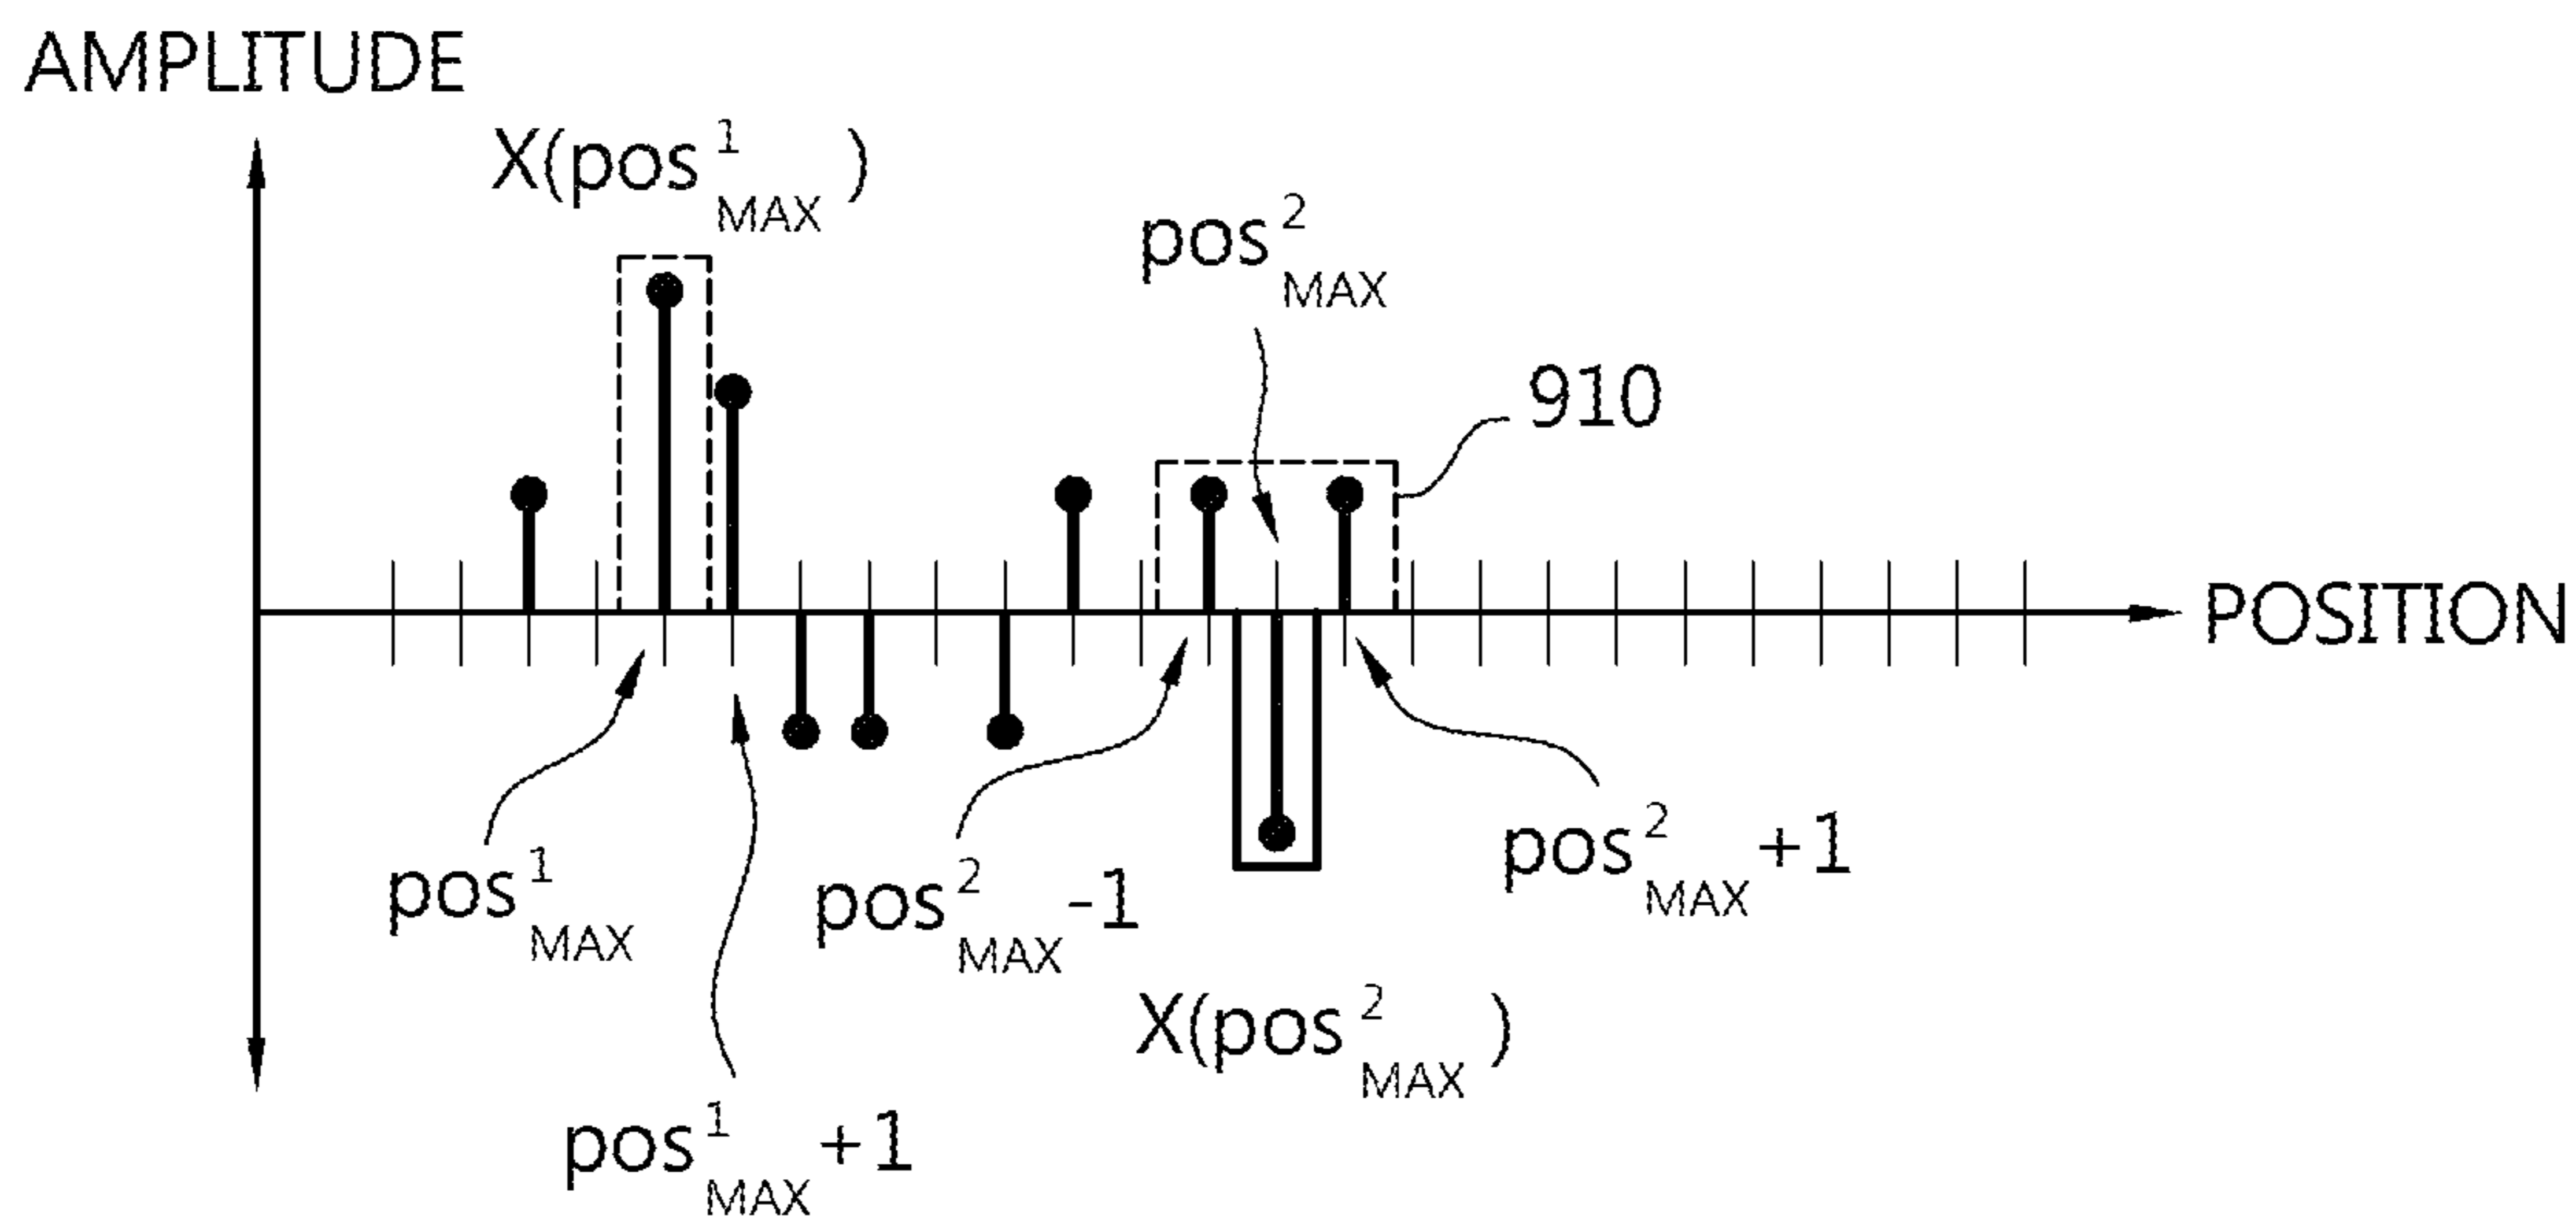 AMPLITUDE
X(pos¹MAX)
pos²MAX
910
POSITION
pos¹MAX
pos²MAX-1
pos²MAX+1
X(pos²MAX)
pos¹MAX+1